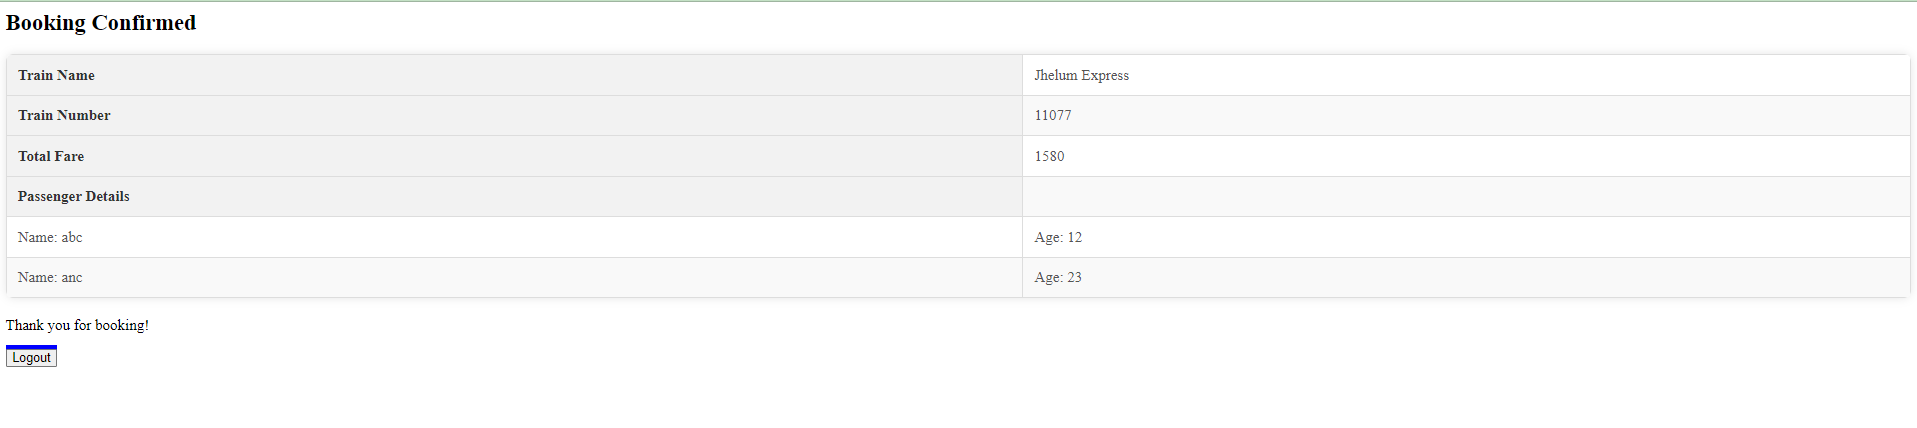 Booking Confirmed
Train Name Jhelum Express
Train Number 11077
Total Fare 1580
Passenger Details
Name: abc Age: 12
Name: anc Age: 23
Thank you for booking!
Logout